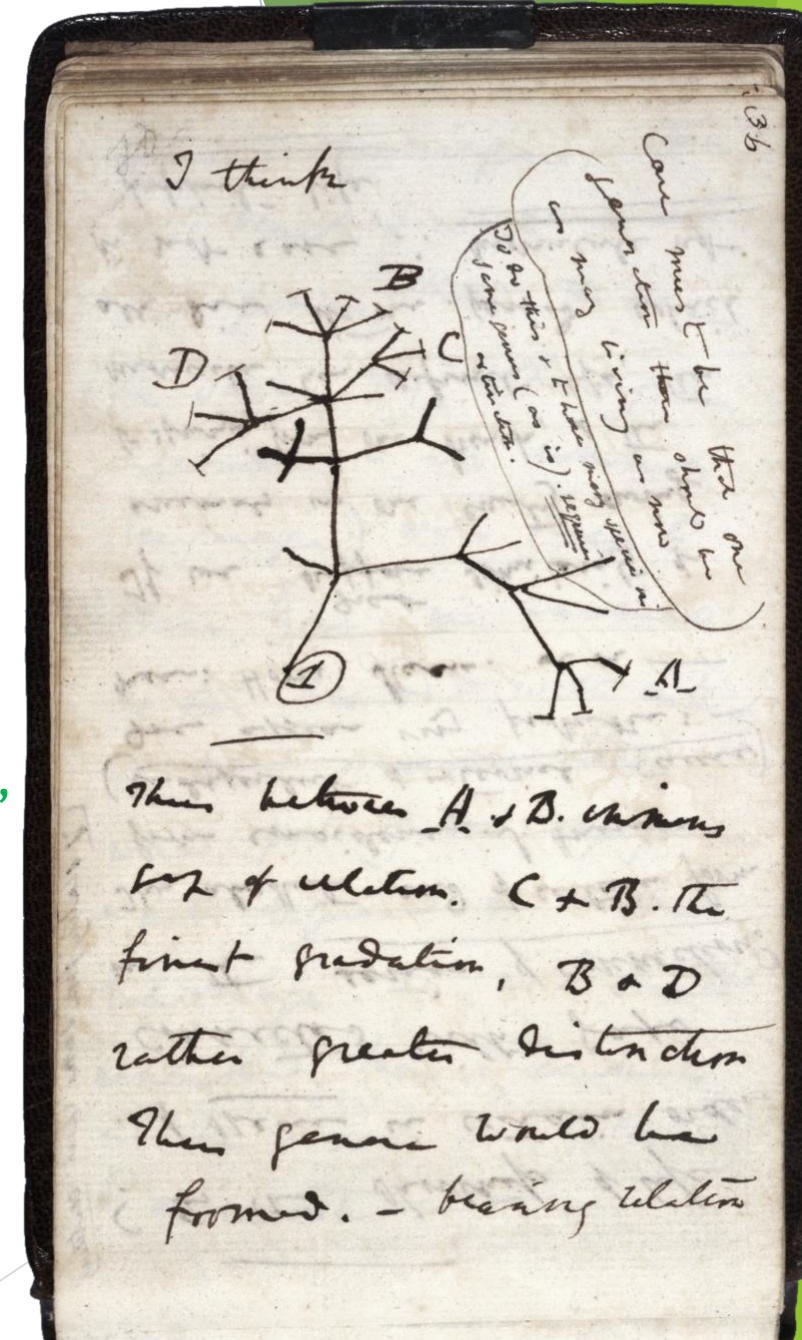 36
I think
Case must be that one
generation then should be
as many living as now
To do this & to have many species in
same genus (as is). requires
extinction.
B
C
D
A
1
Thus between A & B. immens
gap of relation. C & B. the
finest gradation, B & D
rather greater distinction
Thus genera would be
formed. — bearing relation